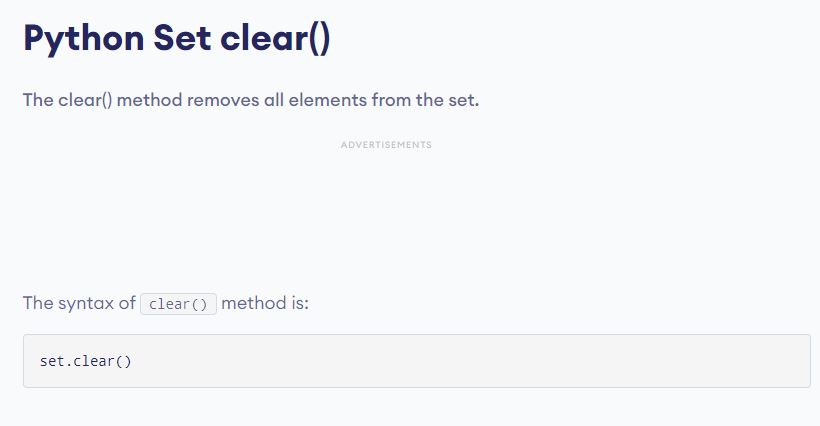 Python Set clear()
The clear() method removes all elements from the set.
ADVERTISEMENTS
The syntax of clear() method is:
set.clear()